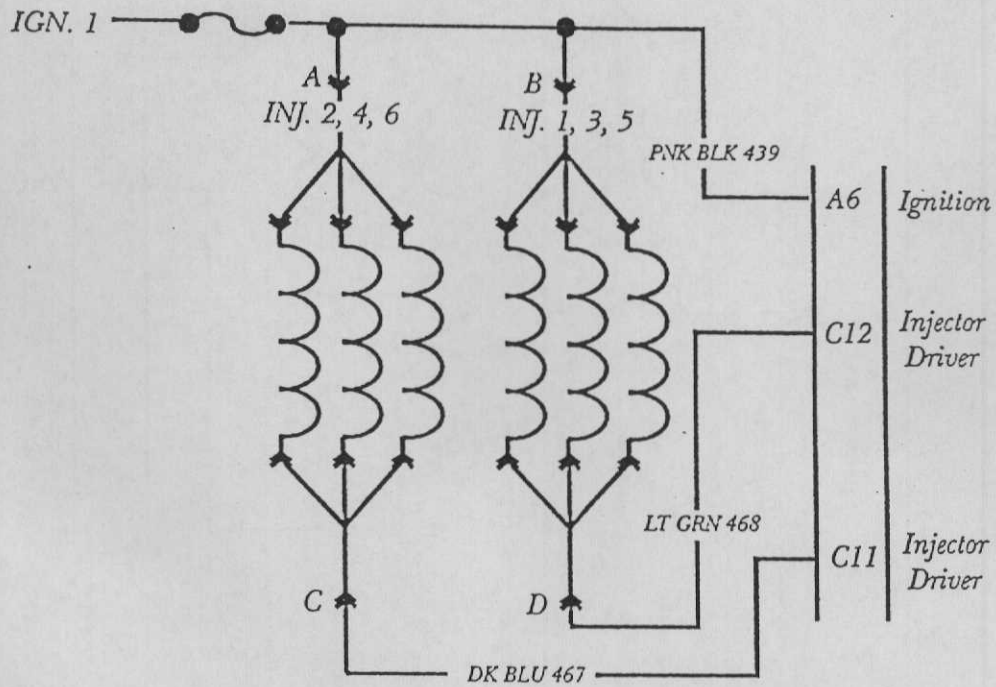 IGN. 1
A
B
INJ. 2, 4, 6
INJ. 1, 3, 5
PNK BLK 439
A6
Ignition
C12
Injector
Driver
LT GRN 468
C11
Injector
Driver
C
D
DK BLU 467